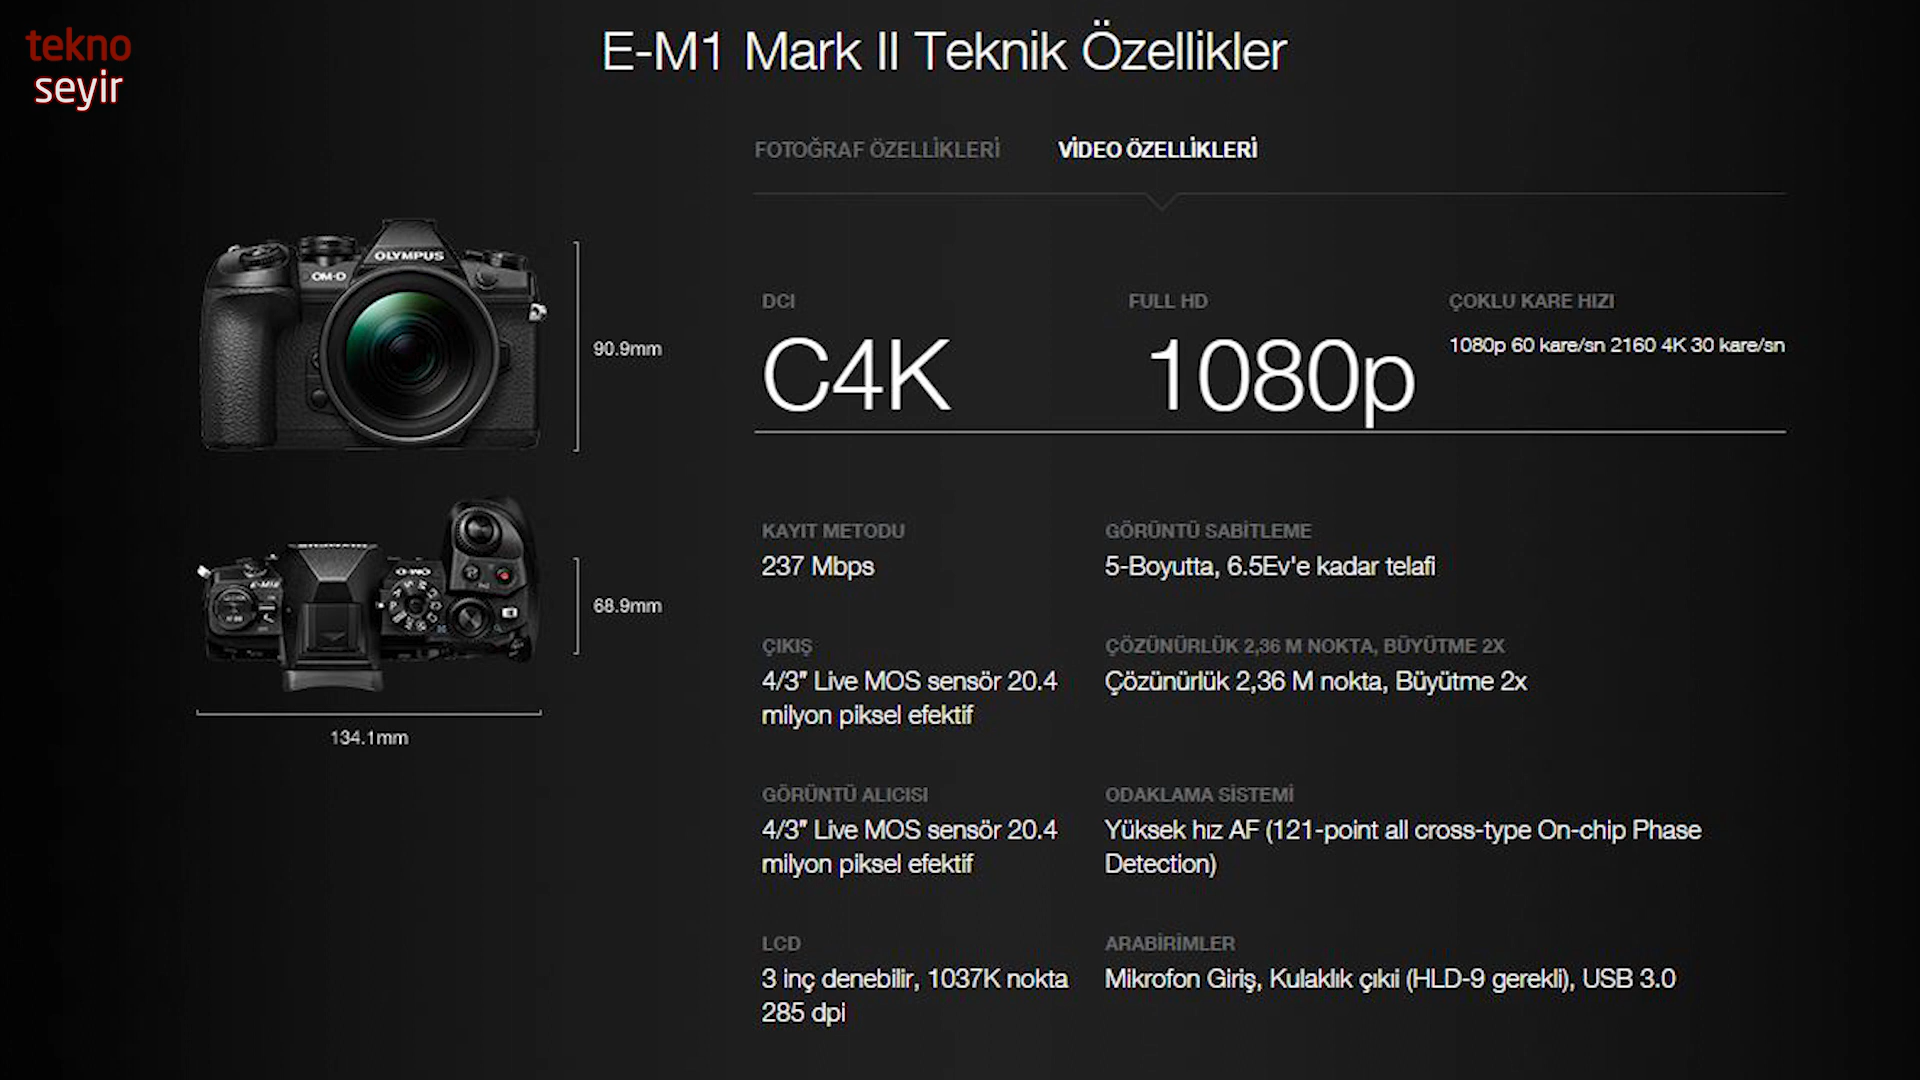 tekno
seyir
E-M1 Mark II Teknik Özellikler
FOTOĞRAF ÖZELLİKLERİ
VİDEO ÖZELLİKLERİ
OLYMPUS
OM-D
90.9mm
DCI
C4K
FULL HD
1080p
ÇOKLU KARE HIZI
1080p 60 kare/sn 2160 4K 30 kare/sn
68.9mm
134.1mm
KAYIT METODU
237 Mbps
GÖRÜNTÜ SABİTLEME
5-Boyutta, 6.5Ev'e kadar telafi
ÇIKIŞ
4/3" Live MOS sensör 20.4
milyon piksel efektif
ÇÖZÜNÜRLÜK 2,36 M NOKTA, BÜYÜTME 2X
Çözünürlük 2,36 M nokta, Büyütme 2x
GÖRÜNTÜ ALICISI
4/3" Live MOS sensör 20.4
milyon piksel efektif
ODAKLAMA SİSTEMİ
Yüksek hız AF (121-point all cross-type On-chip Phase
Detection)
LCD
3 inç denebilir, 1037K nokta
285 dpi
ARABİRİMLER
Mikrofon Giriş, Kulaklık çıkıi (HLD-9 gerekli), USB 3.0